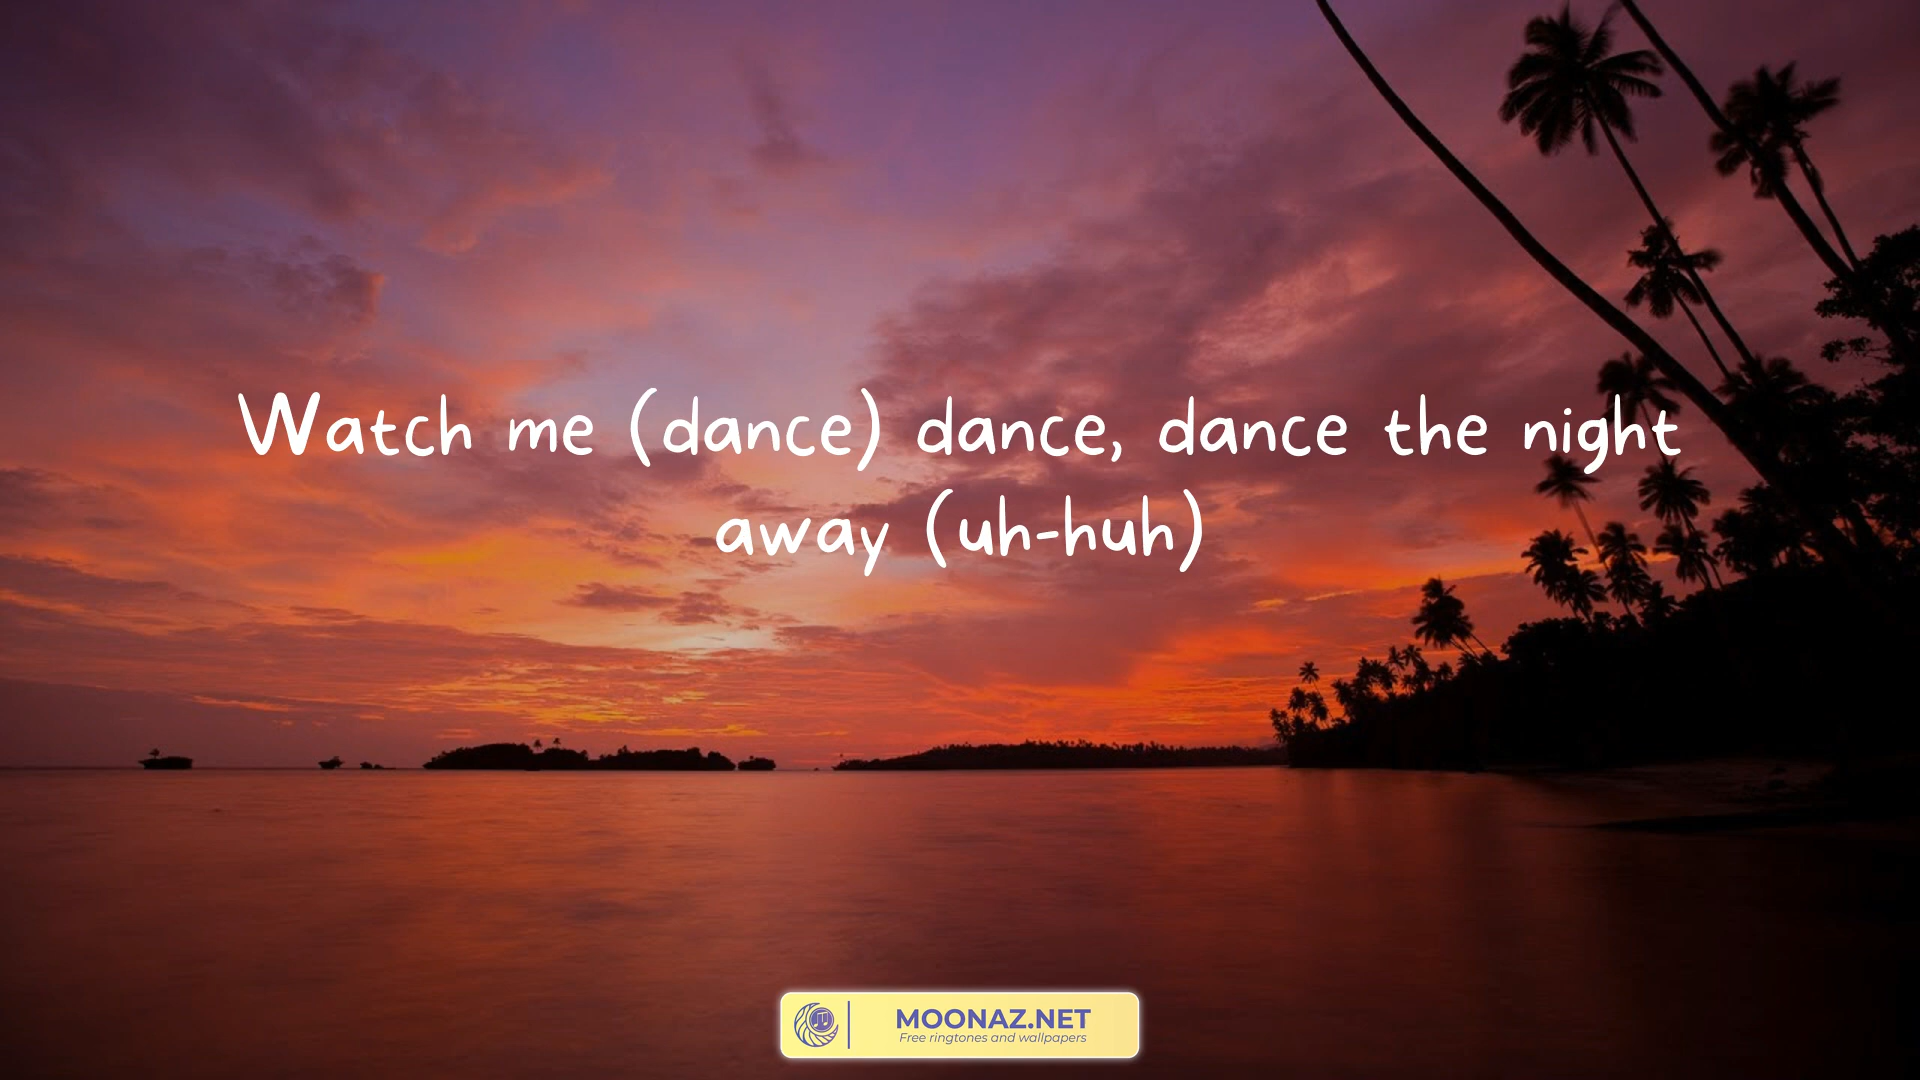 Watch me (dance) dance, dance the night
away (uh-huh)
MOONAZ.NET
Free ringtones and wallpapers